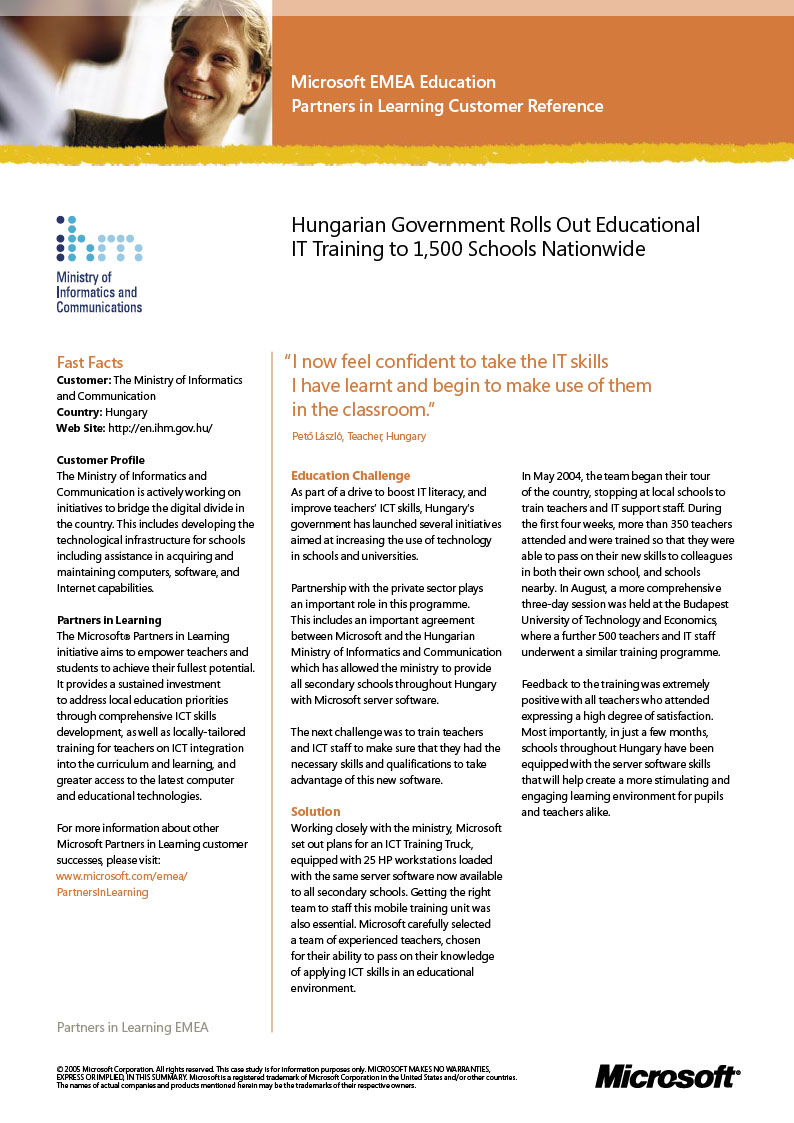 Microsoft EMEA Education
Partners in Learning Customer Reference
ihm
Ministry of
Informatics and
Communications
Hungarian Government Rolls Out Educational
IT Training to 1,500 Schools Nationwide
Fast Facts
Customer: The Ministry of Informatics
and Communication
Country: Hungary
Web Site: http://en.ihm.gov.hu/
Customer Profile
The Ministry of Informatics and
Communication is actively working on
initiatives to bridge the digital divide in
the country. This includes developing the
technological infrastructure for schools
including assistance in acquiring and
maintaining computers, software, and
Internet capabilities.
Partners in Learning
The Microsoft® Partners in Learning
initiative aims to empower teachers and
students to achieve their fullest potential.
It provides a sustained investment
to address local education priorities
through comprehensive ICT skills
development, as well as locally-tailored
training for teachers on ICT integration
into the curriculum and learning, and
greater access to the latest computer
and educational technologies.
For more information about other
Microsoft Partners in Learning customer
successes, please visit:
www.microsoft.com/emea/
PartnersInLearning
“I now feel confident to take the IT skills
I have learnt and begin to make use of them
in the classroom.”
Pető László, Teacher, Hungary
Education Challenge
As part of a drive to boost IT literacy, and
improve teachers’ ICT skills, Hungary’s
government has launched several initiatives
aimed at increasing the use of technology
in schools and universities.
Partnership with the private sector plays
an important role in this programme.
This includes an important agreement
between Microsoft and the Hungarian
Ministry of Informatics and Communication
which has allowed the ministry to provide
all secondary schools throughout Hungary
with Microsoft server software.
The next challenge was to train teachers
and ICT staff to make sure that they had the
necessary skills and qualifications to take
advantage of this new software.
Solution
Working closely with the ministry, Microsoft
set out plans for an ICT Training Truck,
equipped with 25 HP workstations loaded
with the same server software now available
to all secondary schools. Getting the right
team to staff this mobile training unit was
also essential. Microsoft carefully selected
a team of experienced teachers, chosen
for their ability to pass on their knowledge
of applying ICT skills in an educational
environment.
In May 2004, the team began their tour
of the country, stopping at local schools to
train teachers and IT support staff. During
the first four weeks, more than 350 teachers
attended and were trained so that they were
able to pass on their new skills to colleagues
in both their own school, and schools
nearby. In August, a more comprehensive
three-day session was held at the Budapest
University of Technology and Economics,
where a further 500 teachers and IT staff
underwent a similar training programme.
Feedback to the training was extremely
positive with all teachers who attended
expressing a high degree of satisfaction.
Most importantly, in just a few months,
schools throughout Hungary have been
equipped with the server software skills
that will help create a more stimulating and
engaging learning environment for pupils
and teachers alike.
Partners in Learning EMEA
© 2005 Microsoft Corporation. All rights reserved. This case study is for information purposes only. MICROSOFT MAKES NO WARRANTIES,
EXPRESS OR IMPLIED, IN THIS SUMMARY. Microsoft is a registered trademark of Microsoft Corporation in the United States and/or other countries.
The names of actual companies and products mentioned herein may be the trademarks of their respective owners.
Microsoft®